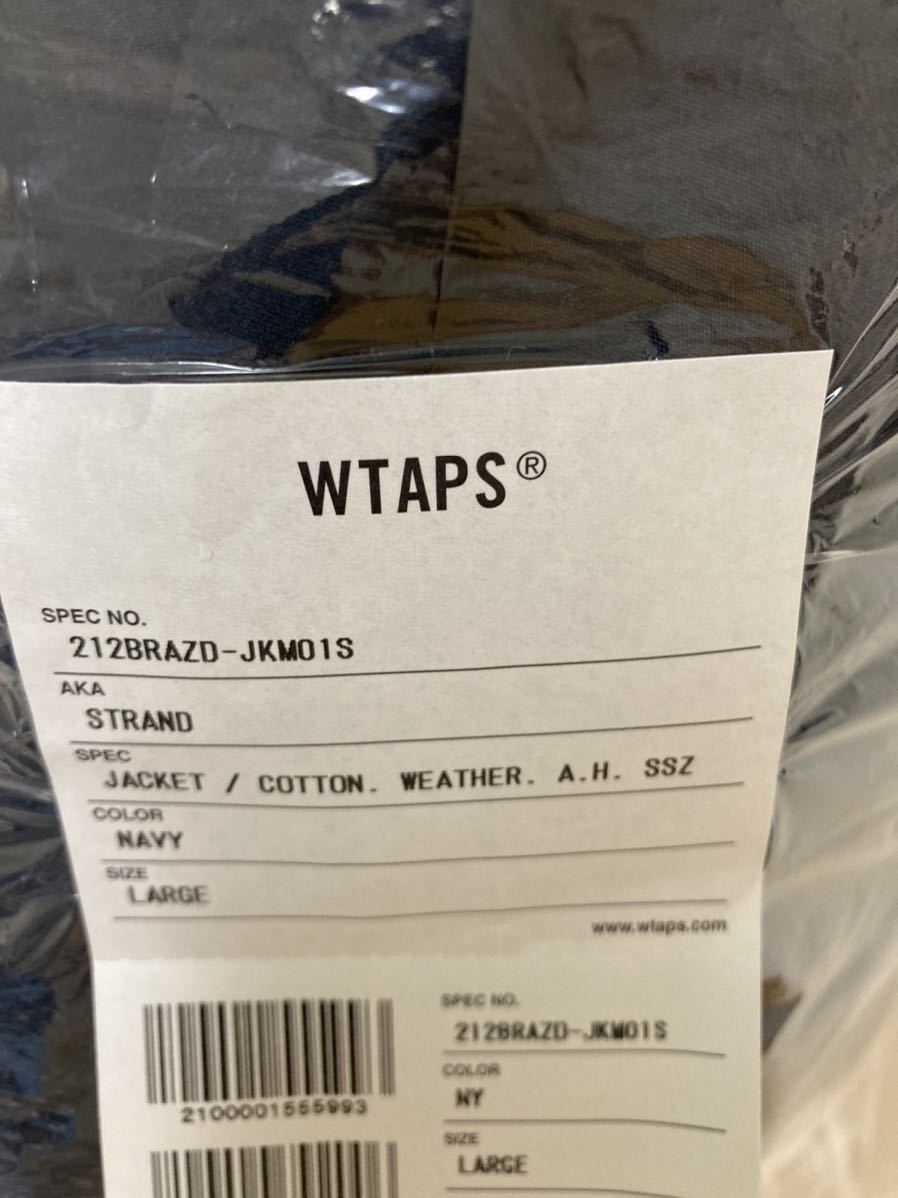 WTAPS®
SPEC NO.
212BRAZD-JKM01S
AKA
STRAND
SPEC
JACKET / COTTON. WEATHER. A.H. SSZ
COLOR
NAVY
SIZE
LARGE
www.wtaps.com
2100001555993
SPEC NO.
212BRAZD-JKM01S
COLOR
NY
SIZE
LARGE